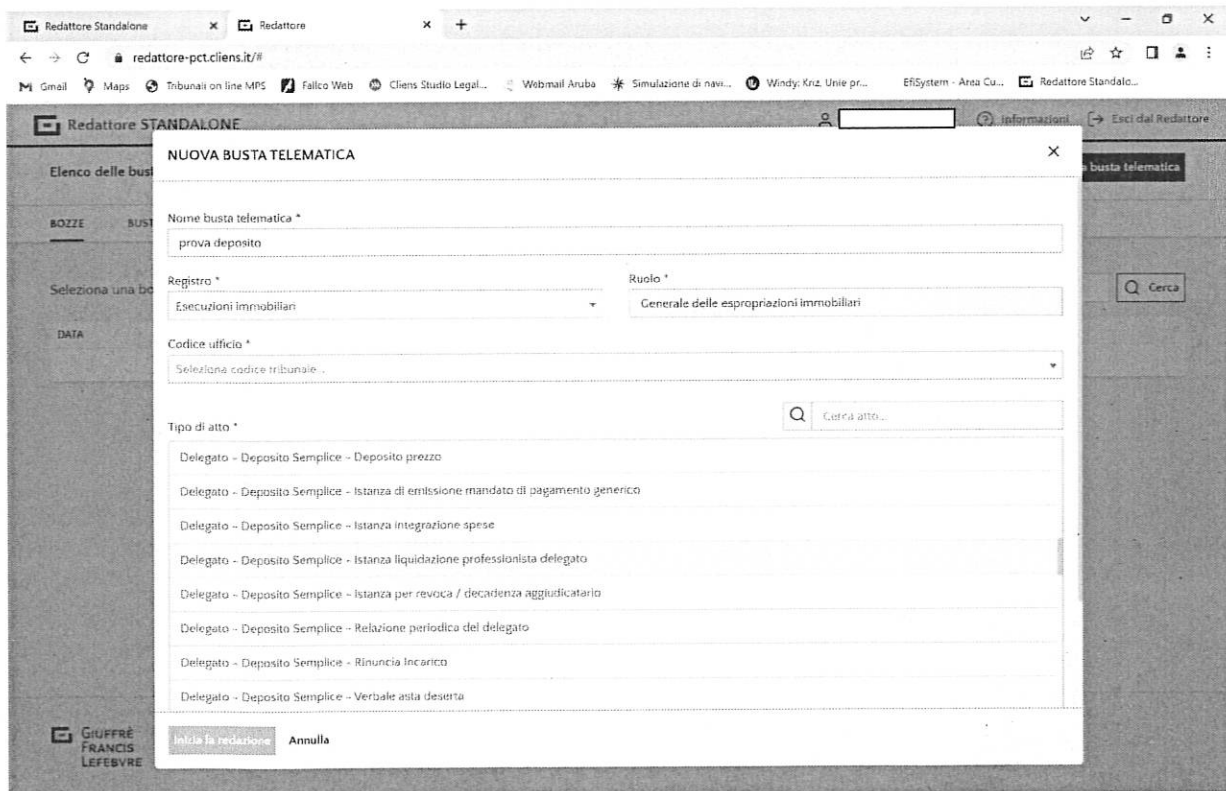 Redattore Standalone × Redattore × +
redattore-pct.cliens.it/#
Gmail Maps Tribunali on line MPS Fallco Web Cliens Studio Legal... Webmail Aruba Simulazione di navi... Windy: Kriz. Unie pr... EfiSystem - Area Cu... Redattore Standalo...
Redattore STANDALONE Informazioni Esci dal Redattore
NUOVA BUSTA TELEMATICA ×
Elenco delle bus a busta telematica
BOZZE BUST
Nome busta telematica *
prova deposito
Registro * Ruolo *
Seleziona una bo Cerca
Esecuzioni immobiliari Generale delle espropriazioni immobiliari
DATA
Codice ufficio *
Seleziona codice tribunale...
Cerca atto...
Tipo di atto *
Delegato - Deposito Semplice - Deposito prezzo
Delegato - Deposito Semplice - Istanza di emissione mandato di pagamento generico
Delegato - Deposito Semplice - Istanza integrazione spese
Delegato - Deposito Semplice - Istanza liquidazione professionista delegato
Delegato - Deposito Semplice - Istanza per revoca / decadenza aggiudicatario
Delegato - Deposito Semplice - Relazione periodica del delegato
Delegato - Deposito Semplice - Rinuncia Incarico
Delegato - Deposito Semplice - Verbale asta deserta
Inizia la redazione Annulla
GIUFFRÈ
FRANCIS
LEFEBVRE